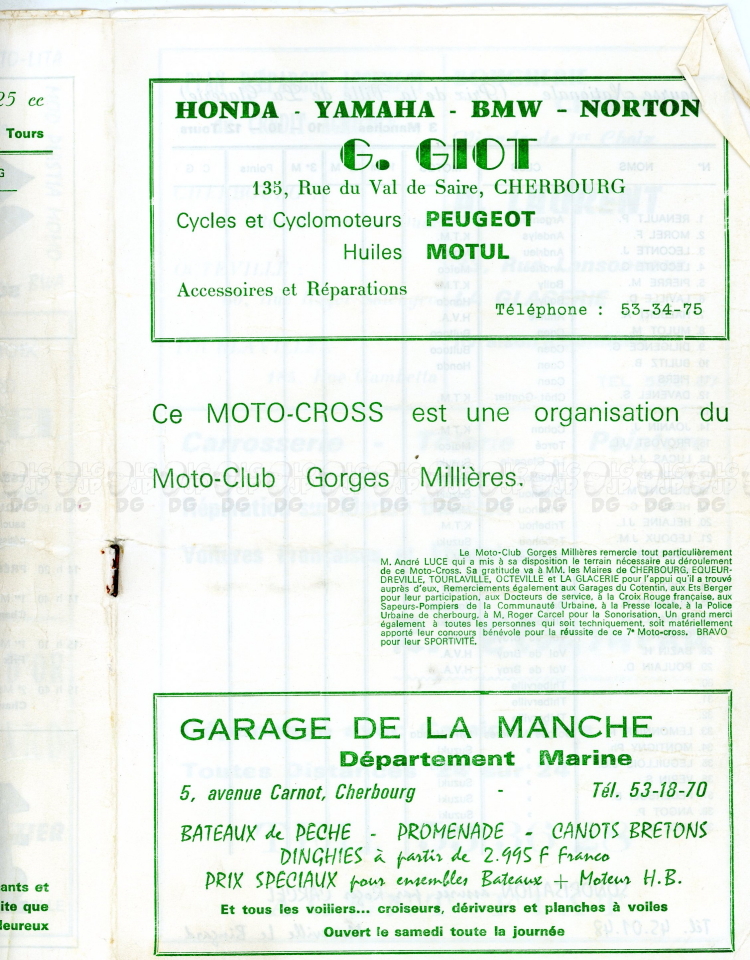 25 cc
Tours
G
HONDA - YAMAHA - BMW - NORTON
G. GIOT
135, Rue du Val de Saire, CHERBOURG
Cycles et Cyclomoteurs PEUGEOT
Huiles MOTUL
Accessoires et Réparations
Téléphone : 53-34-75
Ce MOTO-CROSS est une organisation du
Moto-Club Gorges Millières.
Le Moto-Club Gorges Millières remercie tout particulièrement
M. André LUCE qui a mis à sa disposition le terrain nécessaire au déroulement
de ce Moto-Cross. Sa gratitude va à MM. les Maires de CHERBOURG, EQUEUR-
DREVILLE, TOURLAVILLE, OCTEVILLE et LA GLACERIE pour l'appui qu'il a trouvé
auprès d'eux. Remerciements également aux Garages du Cotentin, aux Ets Berger
pour leur participation, aux Docteurs de service, à la Croix Rouge française, aux
Sapeurs-Pompiers de la Communauté Urbaine, à la Presse locale, à la Police
Urbaine de cherbourg, à M. Roger Carcel pour la Sonorisation. Un grand merci
également à toutes les personnes qui soit techniquement, soit matériellement
apporté leur concours bénévole pour la réussite de ce 7e Moto-cross. BRAVO
pour leur SPORTIVITÉ.
GARAGE DE LA MANCHE
Département Marine
5, avenue Carnot, Cherbourg - Tél. 53-18-70
BATEAUX de PECHE - PROMENADE - CANOTS BRETONS
DINGHIES à partir de 2.995 F Franco
PRIX SPECIAUX pour ensembles Bateaux + Moteur H.B.
Et tous les voiliers... croiseurs, dériveurs et planches à voiles
Ouvert le samedi toute la journée
ants et
ite que
leureux